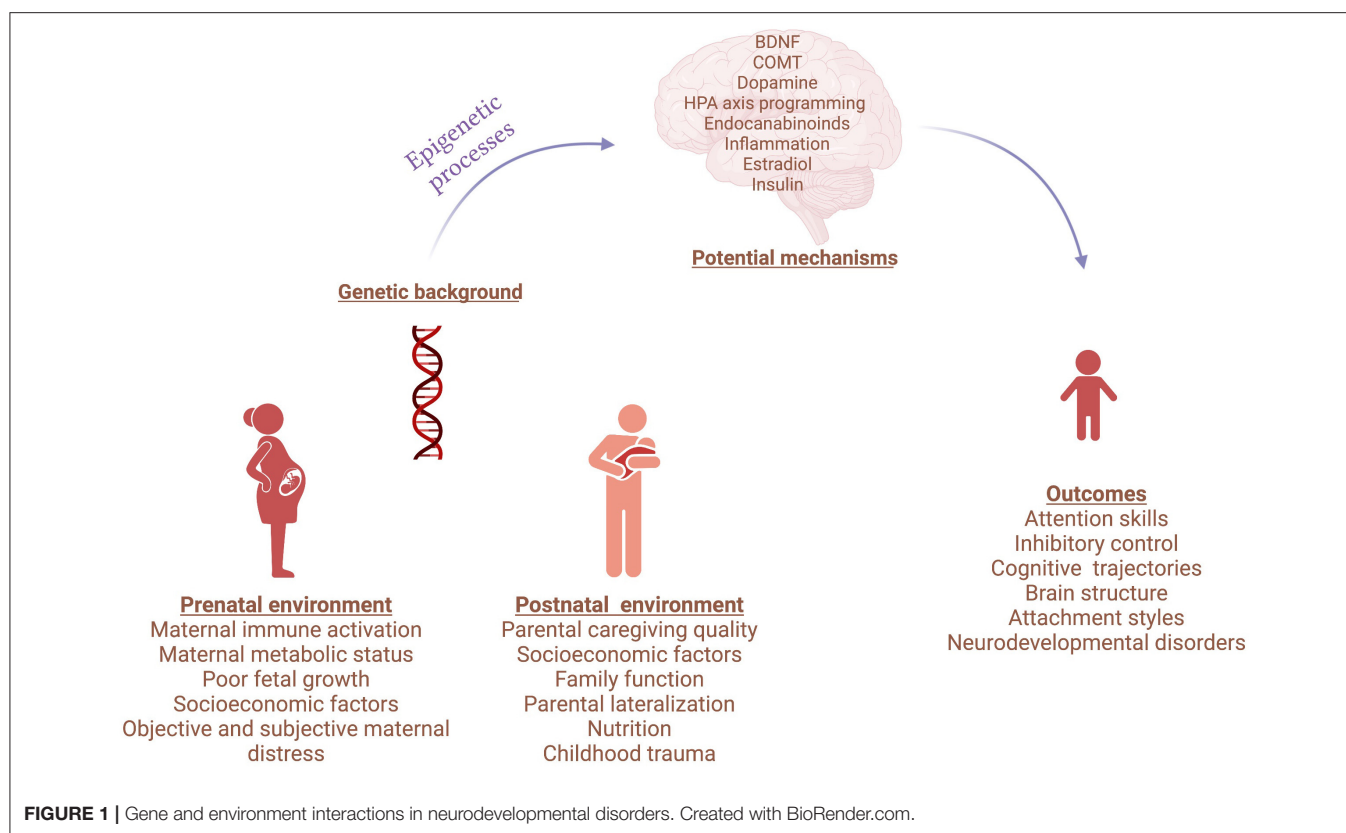 BDNF
COMT
Dopamine
HPA axis programming
Endocanabinoinds
Inflammation
Estradiol
Insulin
Epigenetic
processes
Potential mechanisms
Genetic background
Prenatal environment
Maternal immune activation
Maternal metabolic status
Poor fetal growth
Socioeconomic factors
Objective and subjective maternal
distress
Postnatal environment
Parental caregiving quality
Socioeconomic factors
Family function
Parental lateralization
Nutrition
Childhood trauma
Outcomes
Attention skills
Inhibitory control
Cognitive trajectories
Brain structure
Attachment styles
Neurodevelopmental disorders
FIGURE 1 | Gene and environment interactions in neurodevelopmental disorders. Created with BioRender.com.